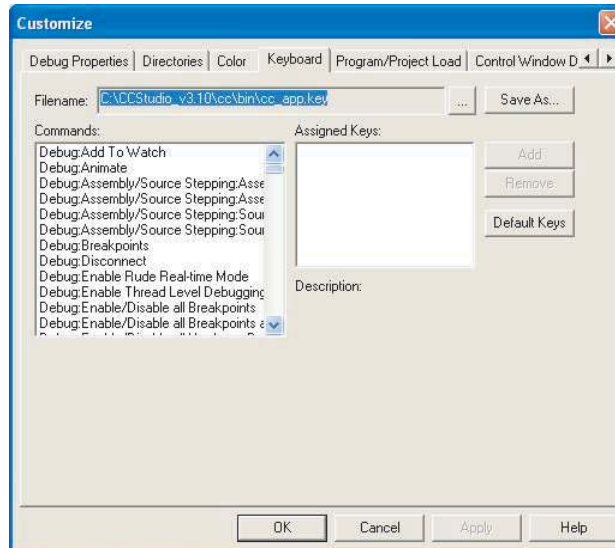 Customize
Debug Properties Directories Color Keyboard Program/Project Load Control Window D
Filename: C:\CCStudio_v3.10\cc\bin\cc_app.key ... Save As...
Commands: Assigned Keys:
Debug:Add To Watch
Debug:Animate
Debug:Assembly/Source Stepping:Asse
Debug:Assembly/Source Stepping:Asse
Debug:Assembly/Source Stepping:Sour
Debug:Assembly/Source Stepping:Sour
Debug:Breakpoints
Debug:Disconnect
Debug:Enable Rude Real-time Mode
Debug:Enable Thread Level Debugging
Debug:Enable/Disable all Breakpoints
Debug:Enable/Disable all Breakpoints a
Add
Remove
Default Keys
Description:
OK Cancel Apply Help